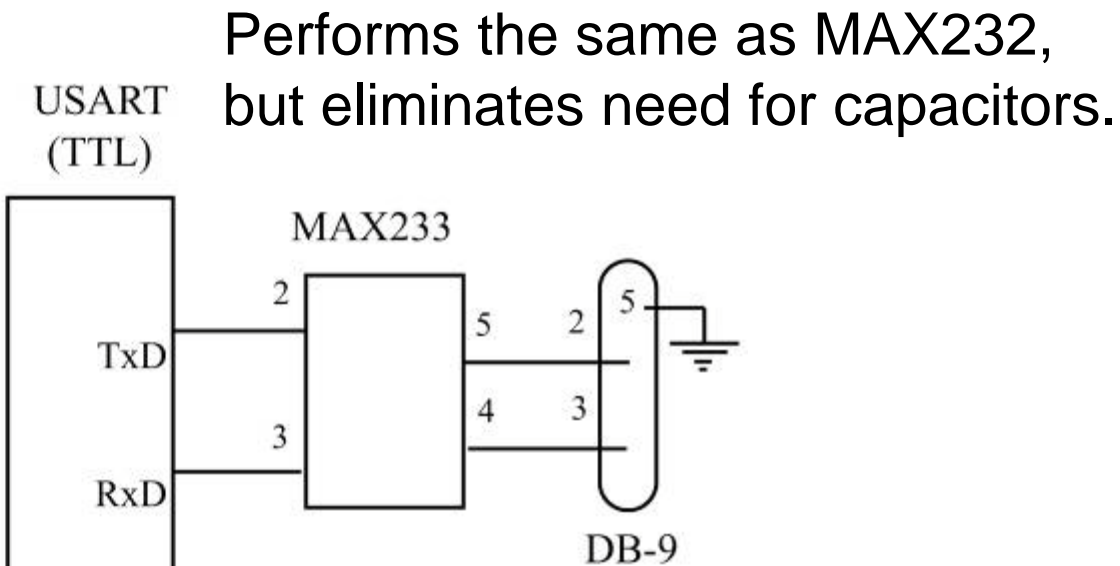 Performs the same as MAX232,
but eliminates need for capacitors.
USART
(TTL)
MAX233
2
5
2
5
TxD
4
3
3
RxD
DB-9